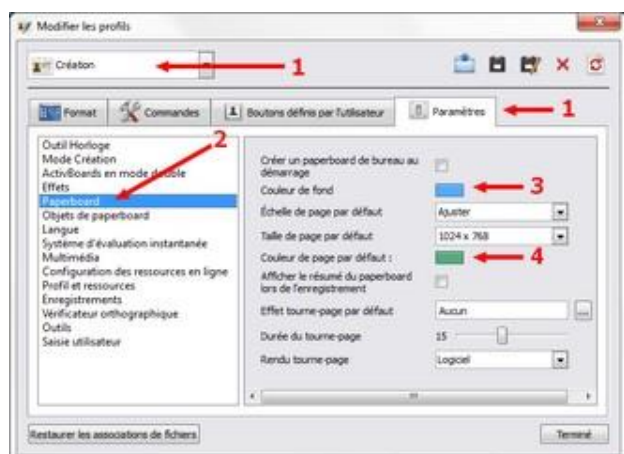 Modifier les profils
Création
1
Format
Commandes
Boutons définis par l'utilisateur
Paramètres
1
2
Outil Horloge
Mode Création
ActivBoards en mode double
Effets
Paperboard
Objets de paperboard
Langue
Système d'évaluation instantanée
Multimédia
Configuration des ressources en ligne
Profil et ressources
Enregistrements
Vérificateur orthographique
Outils
Saisie utilisateur
Créer un paperboard de bureau au
démarrage
Couleur de fond
3
Échelle de page par défaut
Ajuster
Taille de page par défaut
1024 x 768
Couleur de page par défaut :
4
Afficher le résumé du paperboard
lors de l'enregistrement
Effet tourne-page par défaut
Aucun
...
Durée du tourne-page
15
Rendu tourne-page
Logiciel
Restaurer les associations de fichiers
Terminé